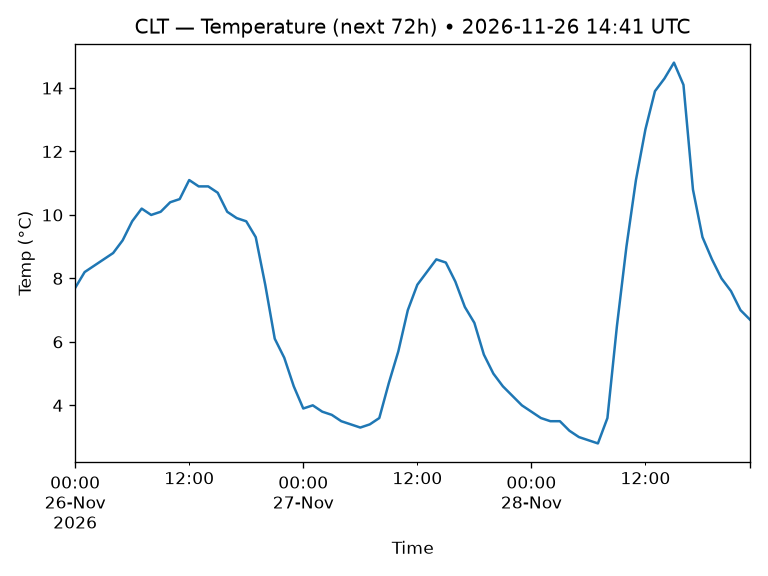 CLT — Temperature (next 72h) • 2026-11-26 14:41 UTC
Temp (°C)
14
12
10
8
6
4
00:00 12:00 00:00 12:00 00:00 12:00
26-Nov 27-Nov 28-Nov
2026
Time